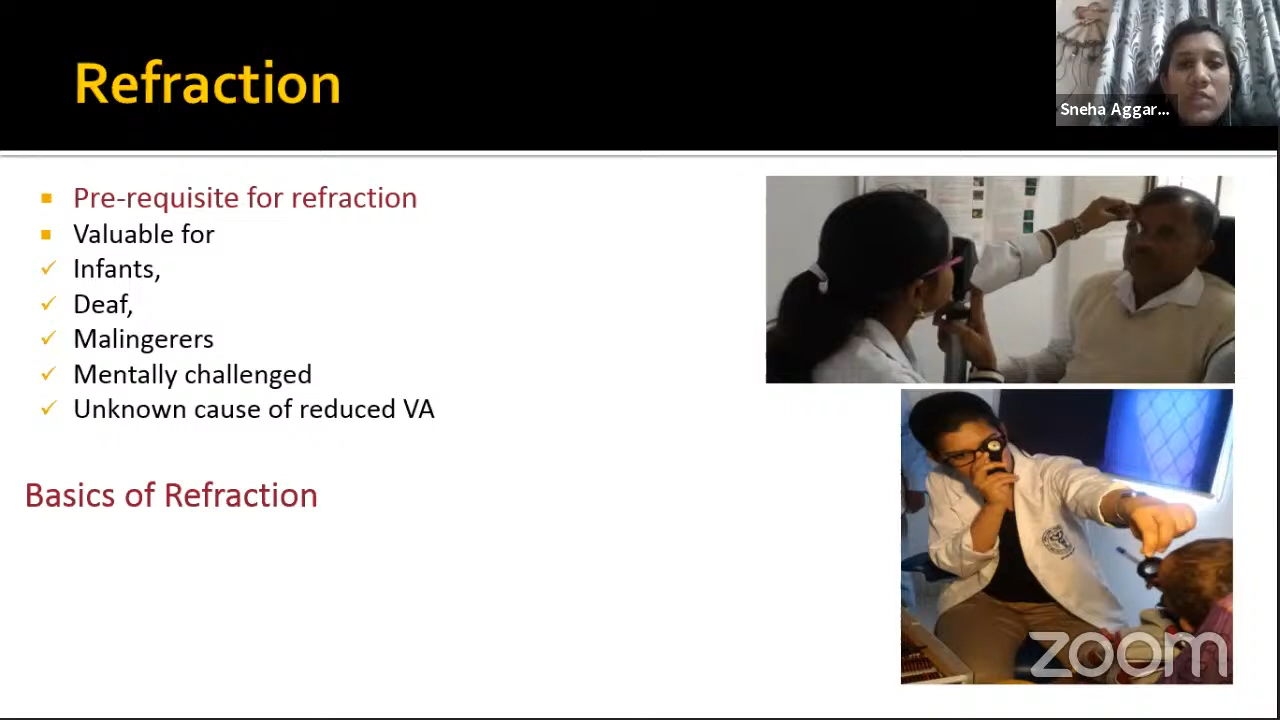 Refraction
Sneha Aggar...
Pre-requisite for refraction
Valuable for
Infants,
Deaf,
Malingerers
Mentally challenged
Unknown cause of reduced VA
Basics of Refraction
zoom